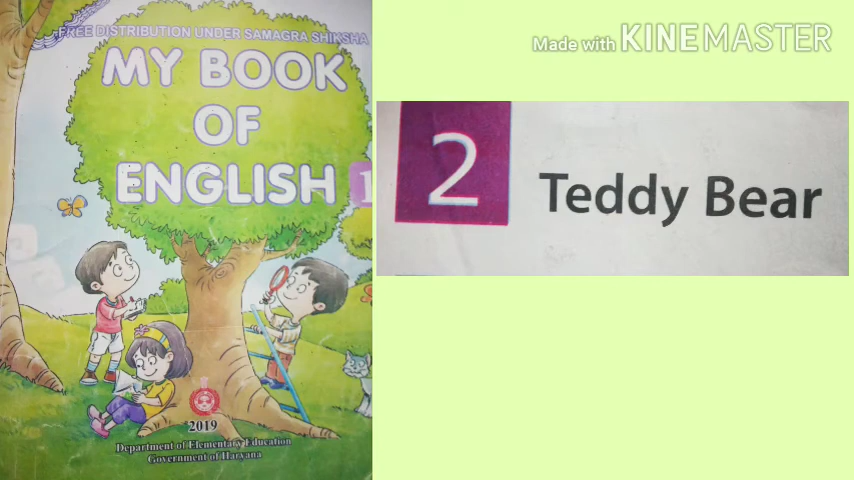 FREE DISTRIBUTION UNDER SAMAGRA SHIKSHA
MY BOOK
OF
ENGLISH 1
2019
Department of Elementary Education
Government of Haryana
Made with KINEMASTER
2 Teddy Bear